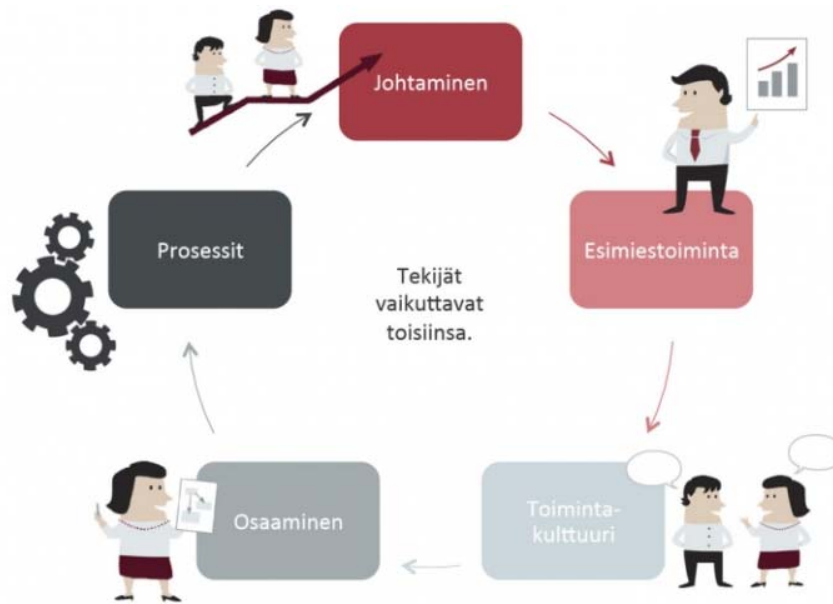 Johtaminen
Esimiestoiminta
Prosessit
Tekijät
vaikuttavat
toisiinsa.
Toiminta-
kulttuuri
Osaaminen